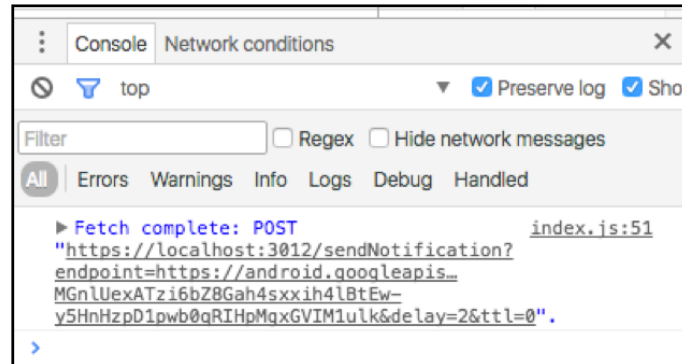 Console Network conditions
top Preserve log Sho
Filter Regex Hide network messages
All Errors Warnings Info Logs Debug Handled
Fetch complete: POST index.js:51
"https://localhost:3012/sendNotification?
endpoint=https://android.googleapis…
MGnlUexATzi6bZ8Gah4sxxih4lBtEw–
y5HnHzpD1pwb0qRIHpMqxGVIM1ulk&delay=2&ttl=0".